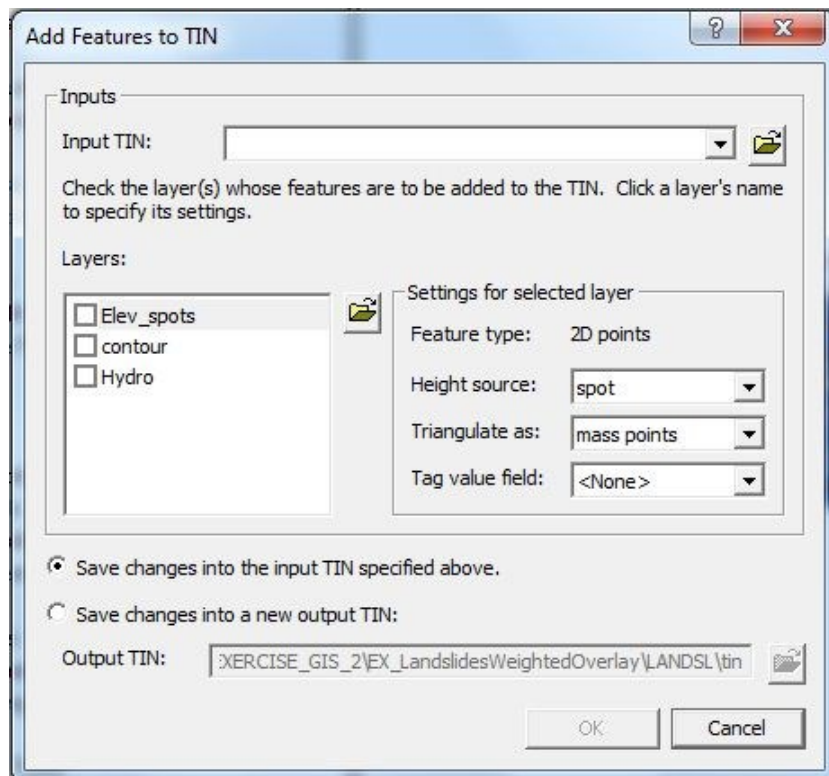 Add Features to TIN
Inputs
Input TIN:
Check the layer(s) whose features are to be added to the TIN. Click a layer's name
to specify its settings.
Layers:
Elev_spots
contour
Hydro
Settings for selected layer
Feature type: 2D points
Height source: spot
Triangulate as: mass points
Tag value field: <None>
Save changes into the input TIN specified above.
Save changes into a new output TIN:
Output TIN: XERCISE_GIS_2\EX_LandslidesWeightedOverlay\LANDSL\tin
OK Cancel